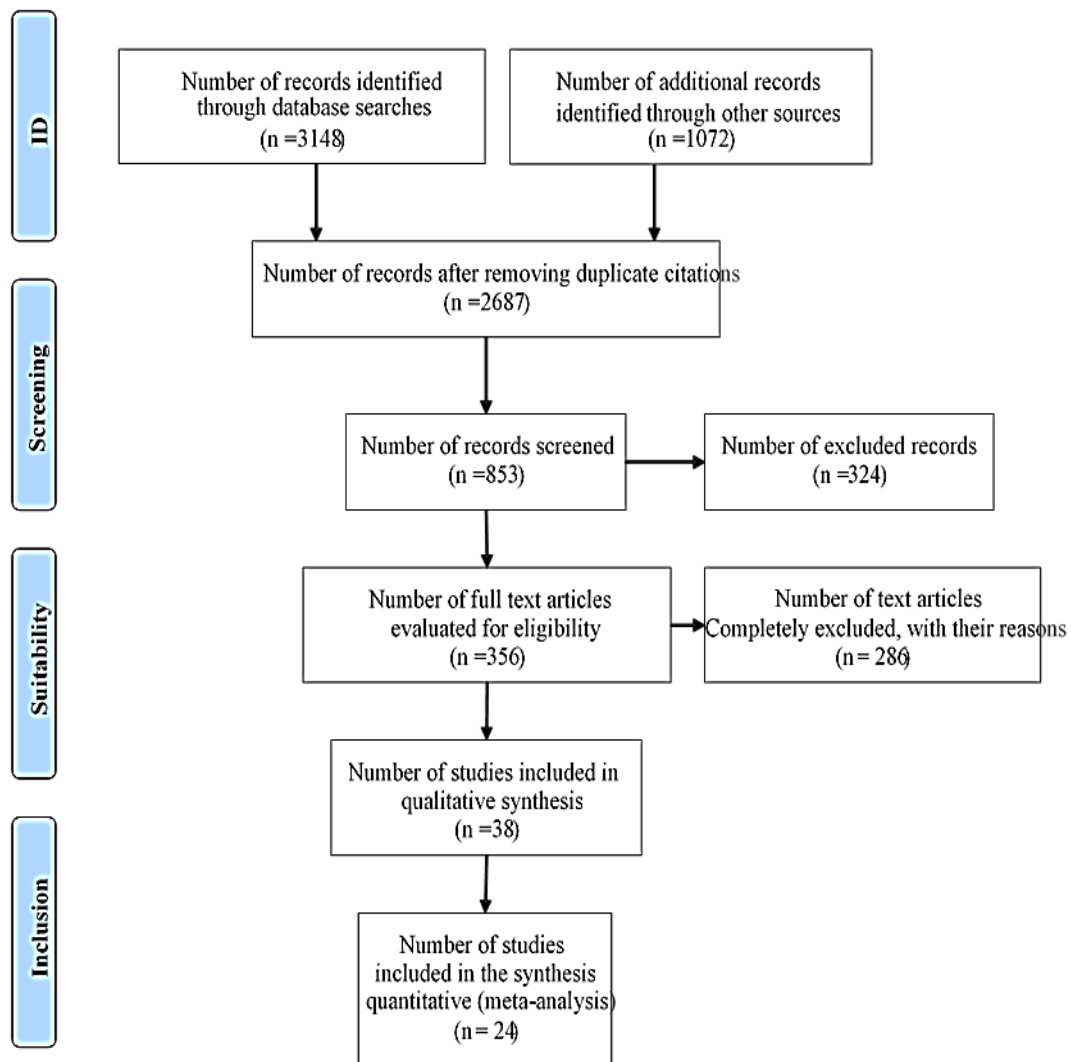 ID
Number of records identified
through database searches
(n =3148)
Number of additional records
identified through other sources
(n =1072)
Number of records after removing duplicate citations
(n =2687)
Screening
Number of records screened
(n =853)
Number of excluded records
(n =324)
Suitability
Number of full text articles
evaluated for eligibility
(n =356)
Number of text articles
Completely excluded, with their reasons
(n = 286)
Number of studies included in
qualitative synthesis
(n =38)
Inclusion
Number of studies
included in the synthesis
quantitative (meta-analysis)
(n = 24)